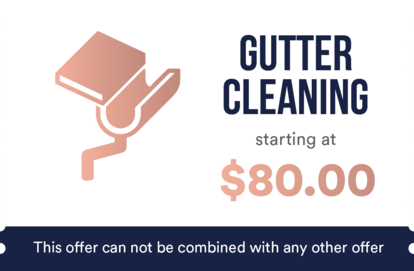 GUTTER
CLEANING
starting at
$80.00
This offer can not be combined with any other offer